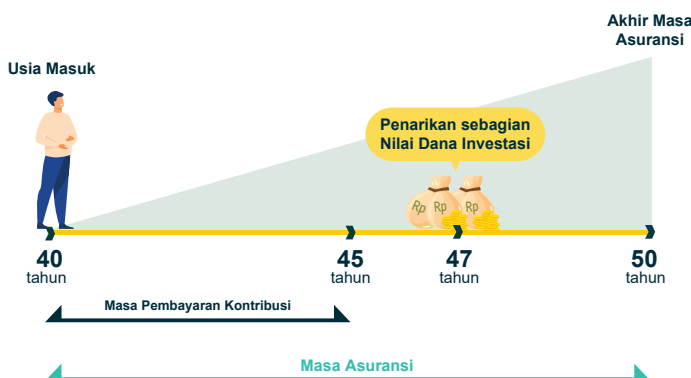 Akhir Masa
Asuransi
Usia Masuk
Penarikan sebagian
Nilai Dana Investasi
Rp Rp Rp
40 45 47 50
tahun tahun tahun tahun
Masa Pembayaran Kontribusi
Masa Asuransi